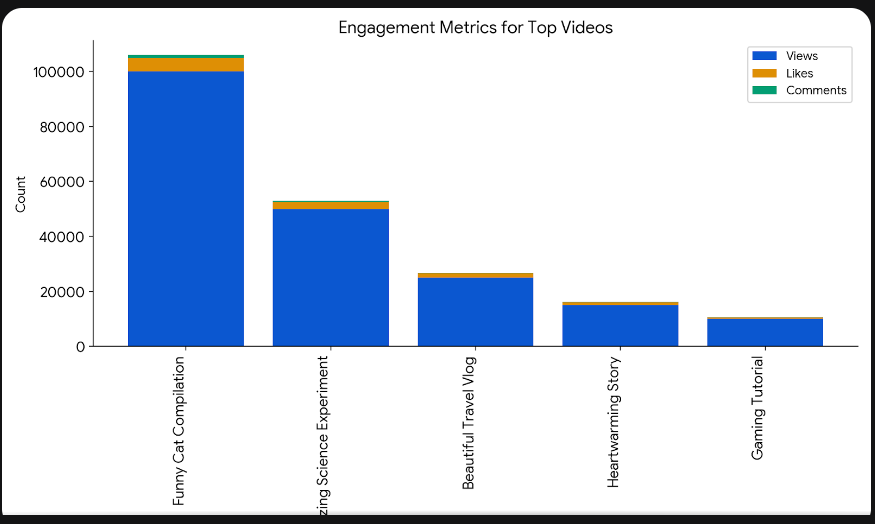 Engagement Metrics for Top Videos
Views
Likes
Comments
Count
100000
80000
60000
40000
20000
0
Funny Cat Compilation
zing Science Experiment
Beautiful Travel Vlog
Heartwarming Story
Gaming Tutorial